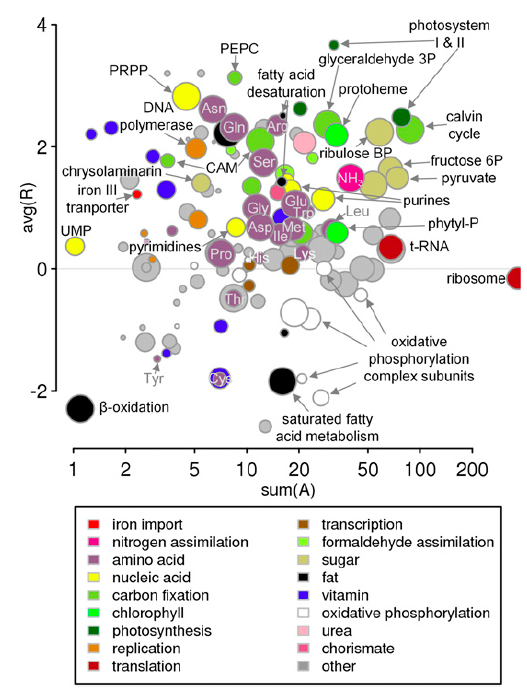 photosystem
I & II
4
PEPC
glyceraldehyde 3P
PRPP
fatty acid
desaturation
protoheme
Asn
DNA
polymerase
Gln
Arg
calvin
cycle
2
ribulose BP
CAM
Ser
fructose 6P
chrysolaminarin
NH3
pyruvate
iron III
tranporter
purines
Glu
Gly
Trp
Leu
UMP
pyrimidines
Asp
Met
phytyl-P
Ile
t-RNA
Pro
His
Lys
0
ribosome
Th
avg(R)
oxidative
phosphorylation
complex subunits
Tyr
Cys
-2
β-oxidation
saturated fatty
acid metabolism
1 2 5 10 20 50 100 200
sum(A)
iron import
nitrogen assimilation
amino acid
nucleic acid
carbon fixation
chlorophyll
photosynthesis
replication
translation
transcription
formaldehyde assimilation
sugar
fat
vitamin
oxidative phosphorylation
urea
chorismate
other